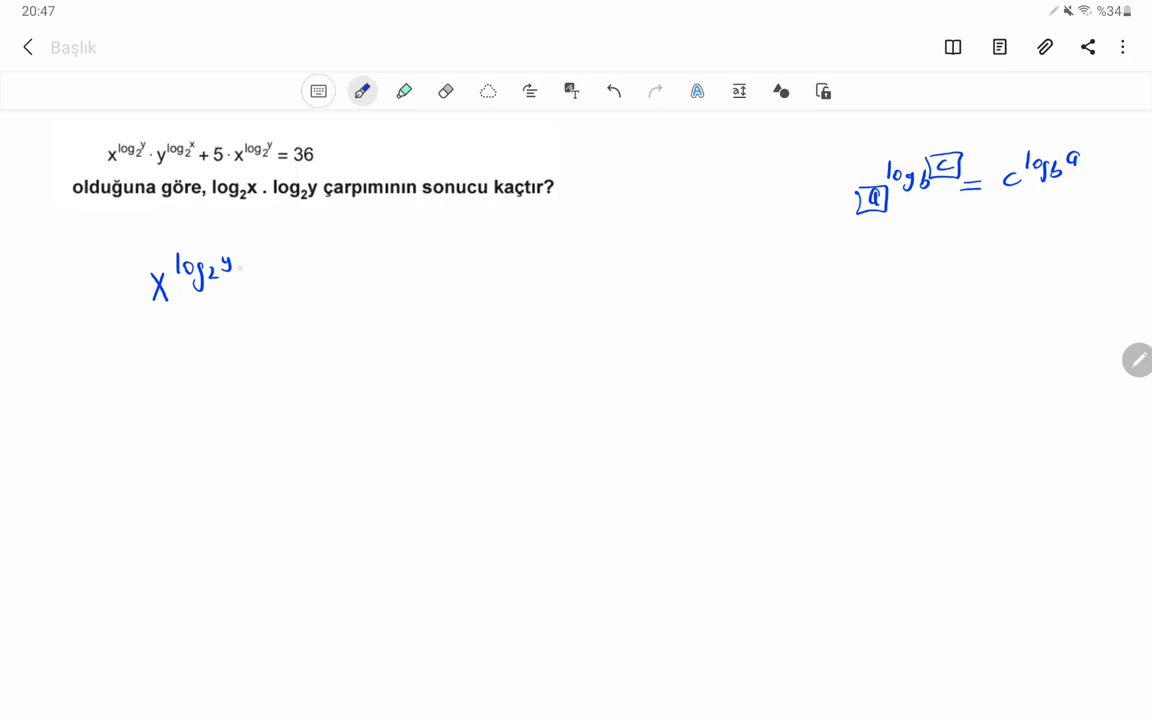 20:47 %34
Başlık
x^log₂y · y^log₂x + 5 · x^log₂y = 36
olduğuna göre, log₂x . log₂y çarpımının sonucu kaçtır?
a^log_b c = c^log_b a
x^log₂y